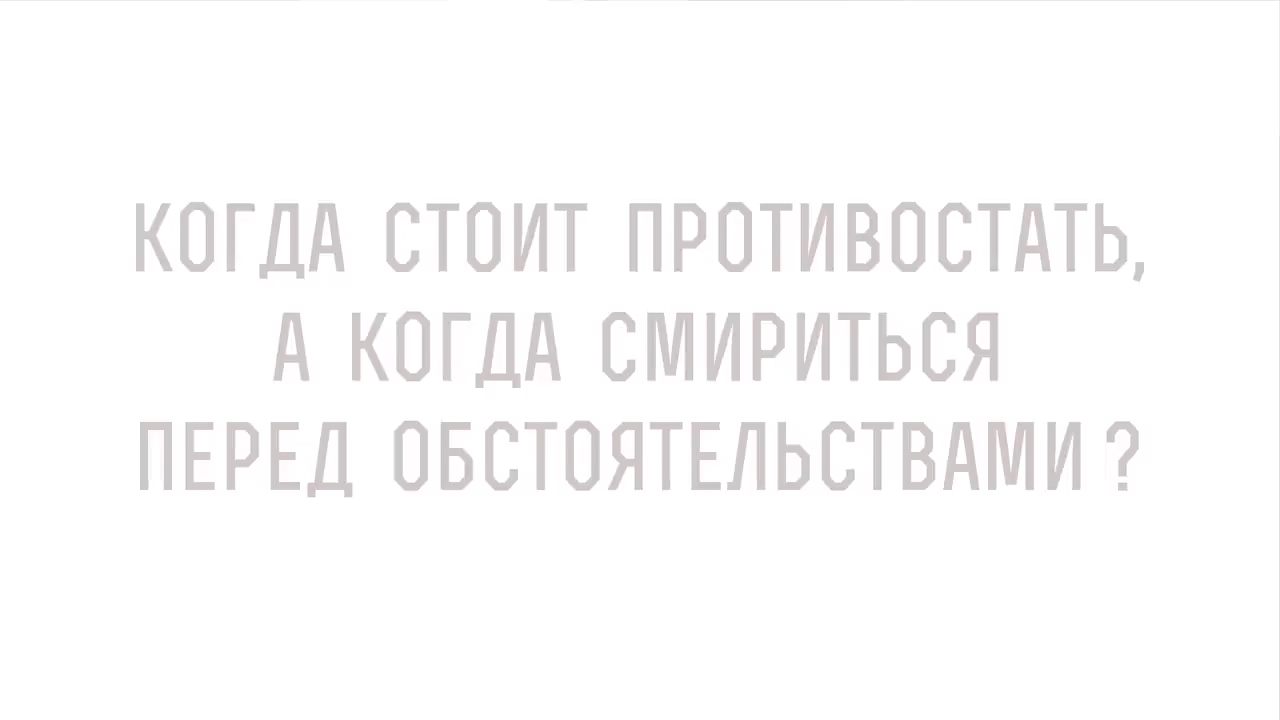 КОГДА СТОИТ ПРОТИВОСТАТЬ,
А КОГДА СМИРИТЬСЯ
ПЕРЕД ОБСТОЯТЕЛЬСТВАМИ ?